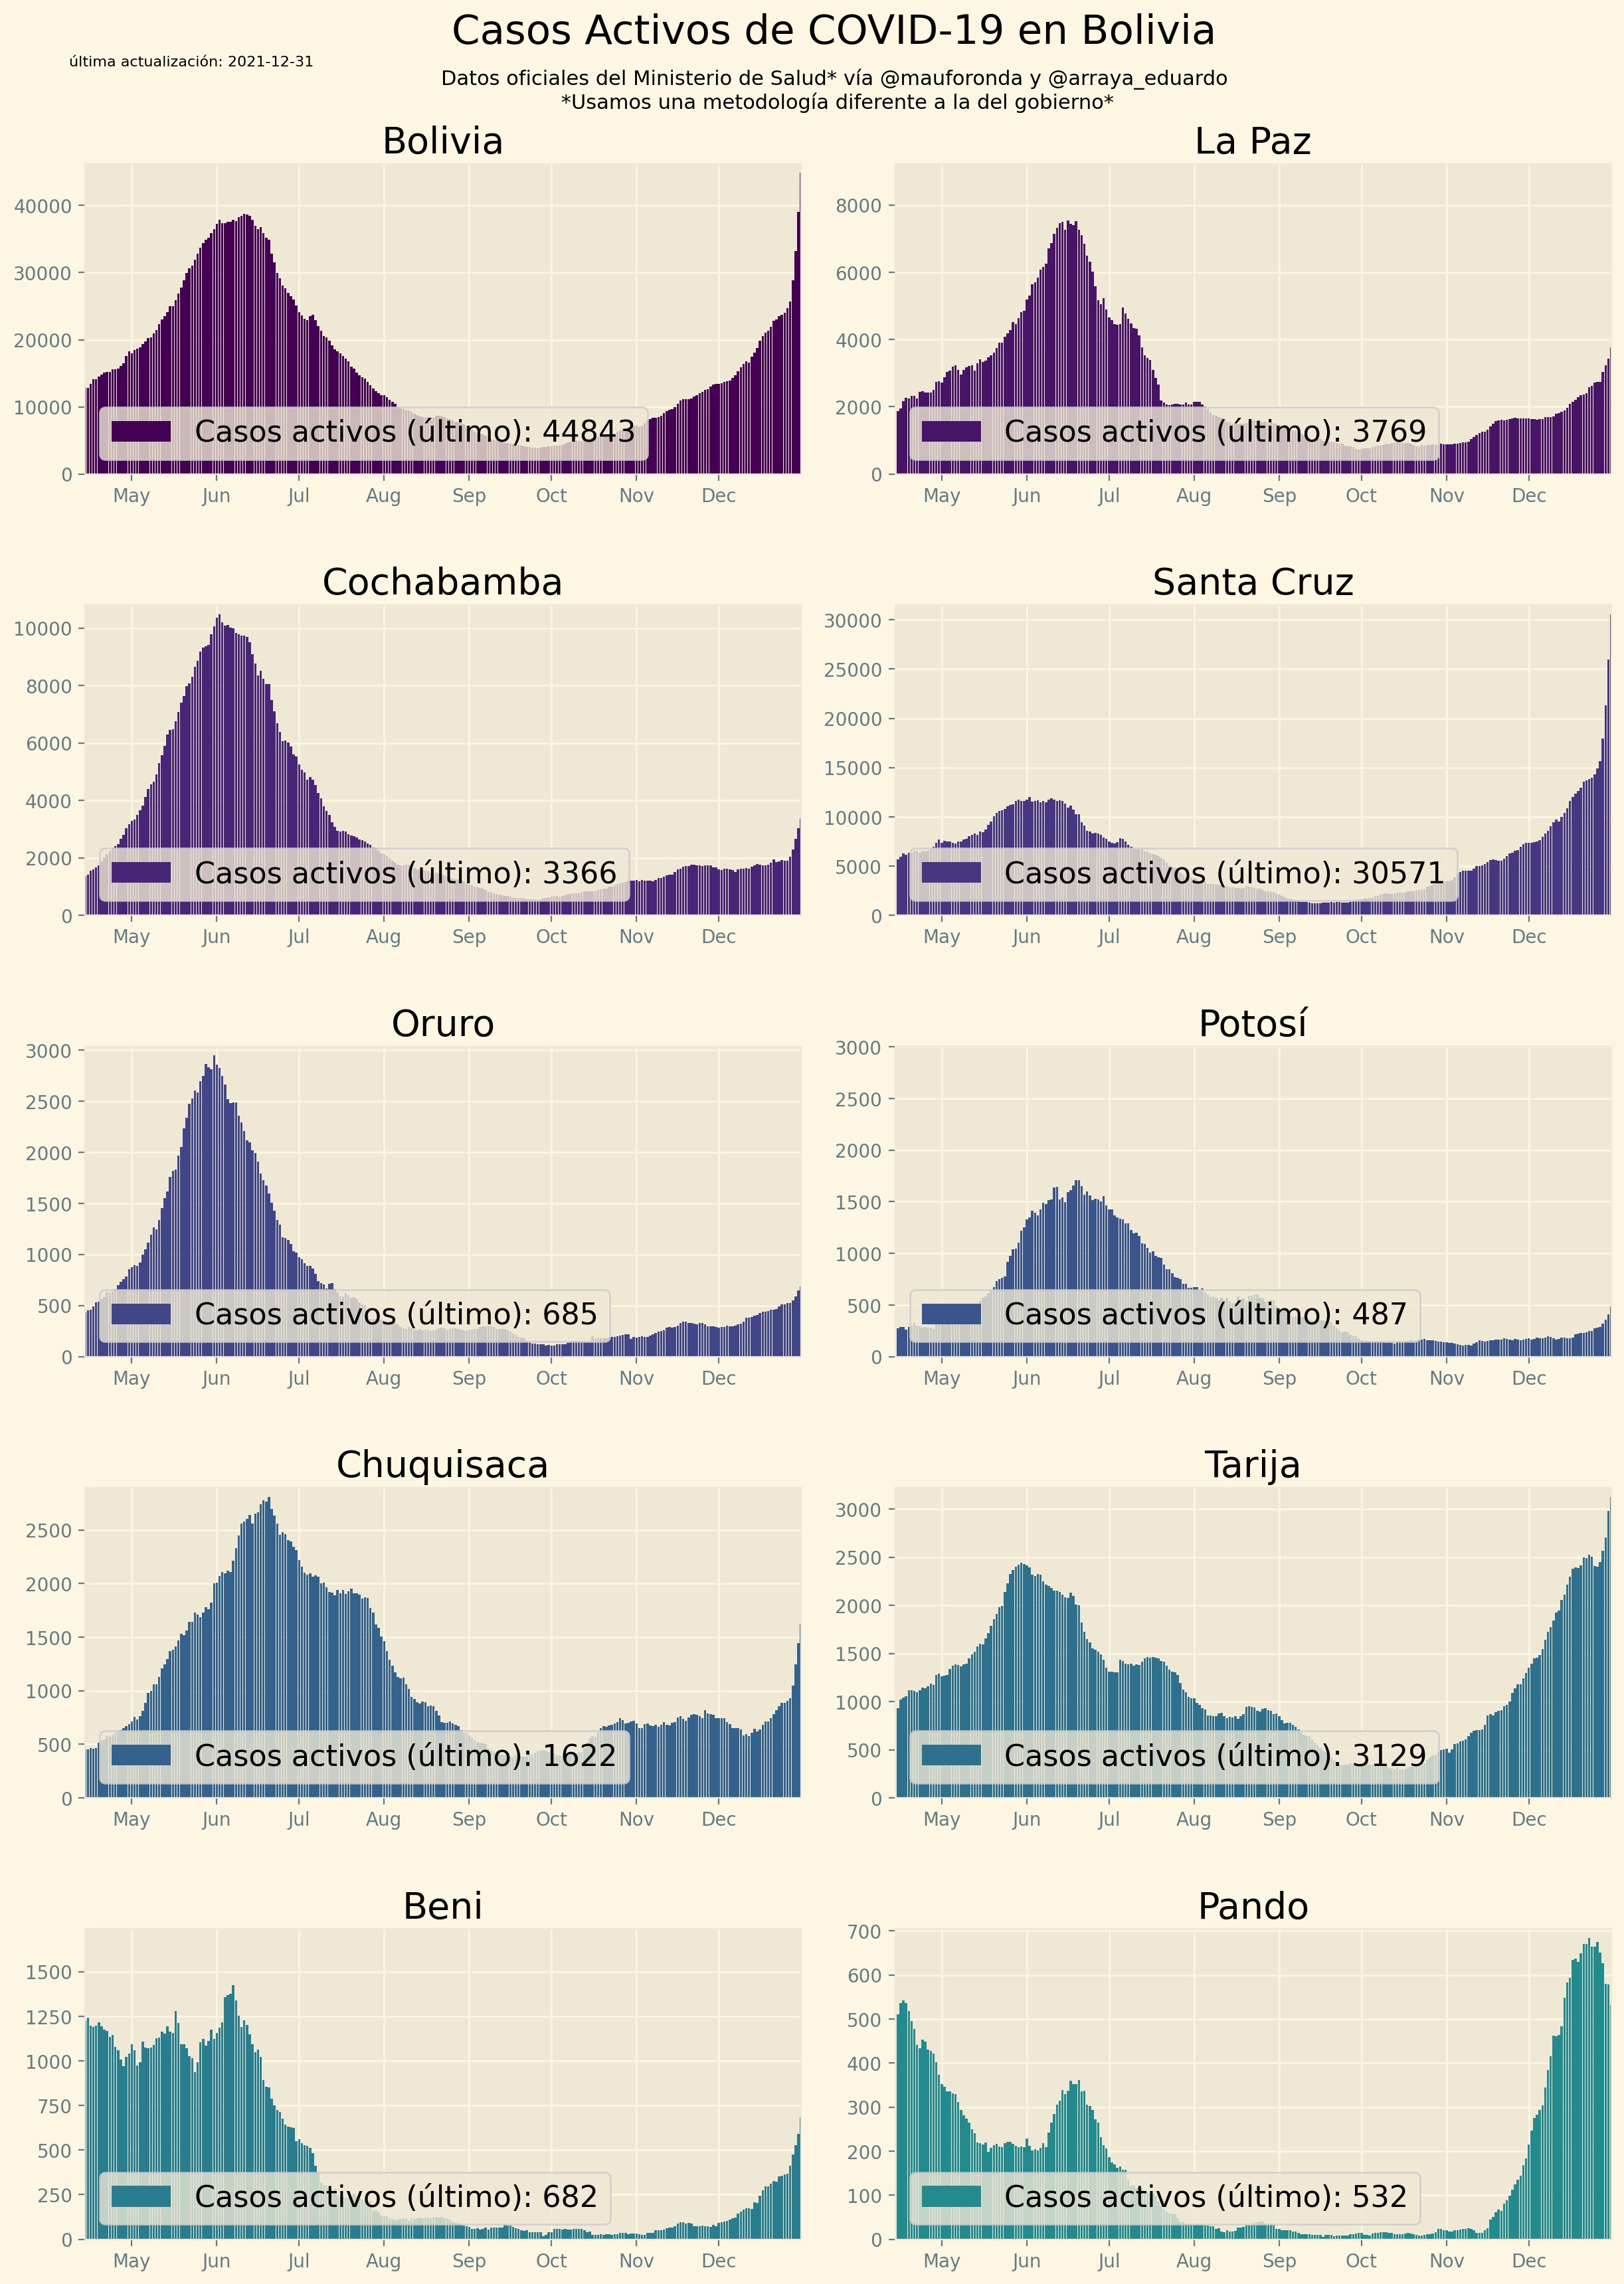 Casos Activos de COVID-19 en Bolivia
última actualización: 2021-12-31
Datos oficiales del Ministerio de Salud* vía @mauforonda y @arraya_eduardo
*Usamos una metodología diferente a la del gobierno*
Bolivia
40000
30000
20000
10000
0
Casos activos (último): 44843
May Jun Jul Aug Sep Oct Nov Dec
La Paz
8000
6000
4000
2000
0
Casos activos (último): 3769
May Jun Jul Aug Sep Oct Nov Dec
Cochabamba
10000
8000
6000
4000
2000
0
Casos activos (último): 3366
May Jun Jul Aug Sep Oct Nov Dec
Santa Cruz
30000
25000
20000
15000
10000
5000
0
Casos activos (último): 30571
May Jun Jul Aug Sep Oct Nov Dec
Oruro
3000
2500
2000
1500
1000
500
0
Casos activos (último): 685
May Jun Jul Aug Sep Oct Nov Dec
Potosí
3000
2500
2000
1500
1000
500
0
Casos activos (último): 487
May Jun Jul Aug Sep Oct Nov Dec
Chuquisaca
2500
2000
1500
1000
500
0
Casos activos (último): 1622
May Jun Jul Aug Sep Oct Nov Dec
Tarija
3000
2500
2000
1500
1000
500
0
Casos activos (último): 3129
May Jun Jul Aug Sep Oct Nov Dec
Beni
1500
1250
1000
750
500
250
0
Casos activos (último): 682
May Jun Jul Aug Sep Oct Nov Dec
Pando
700
600
500
400
300
200
100
0
Casos activos (último): 532
May Jun Jul Aug Sep Oct Nov Dec